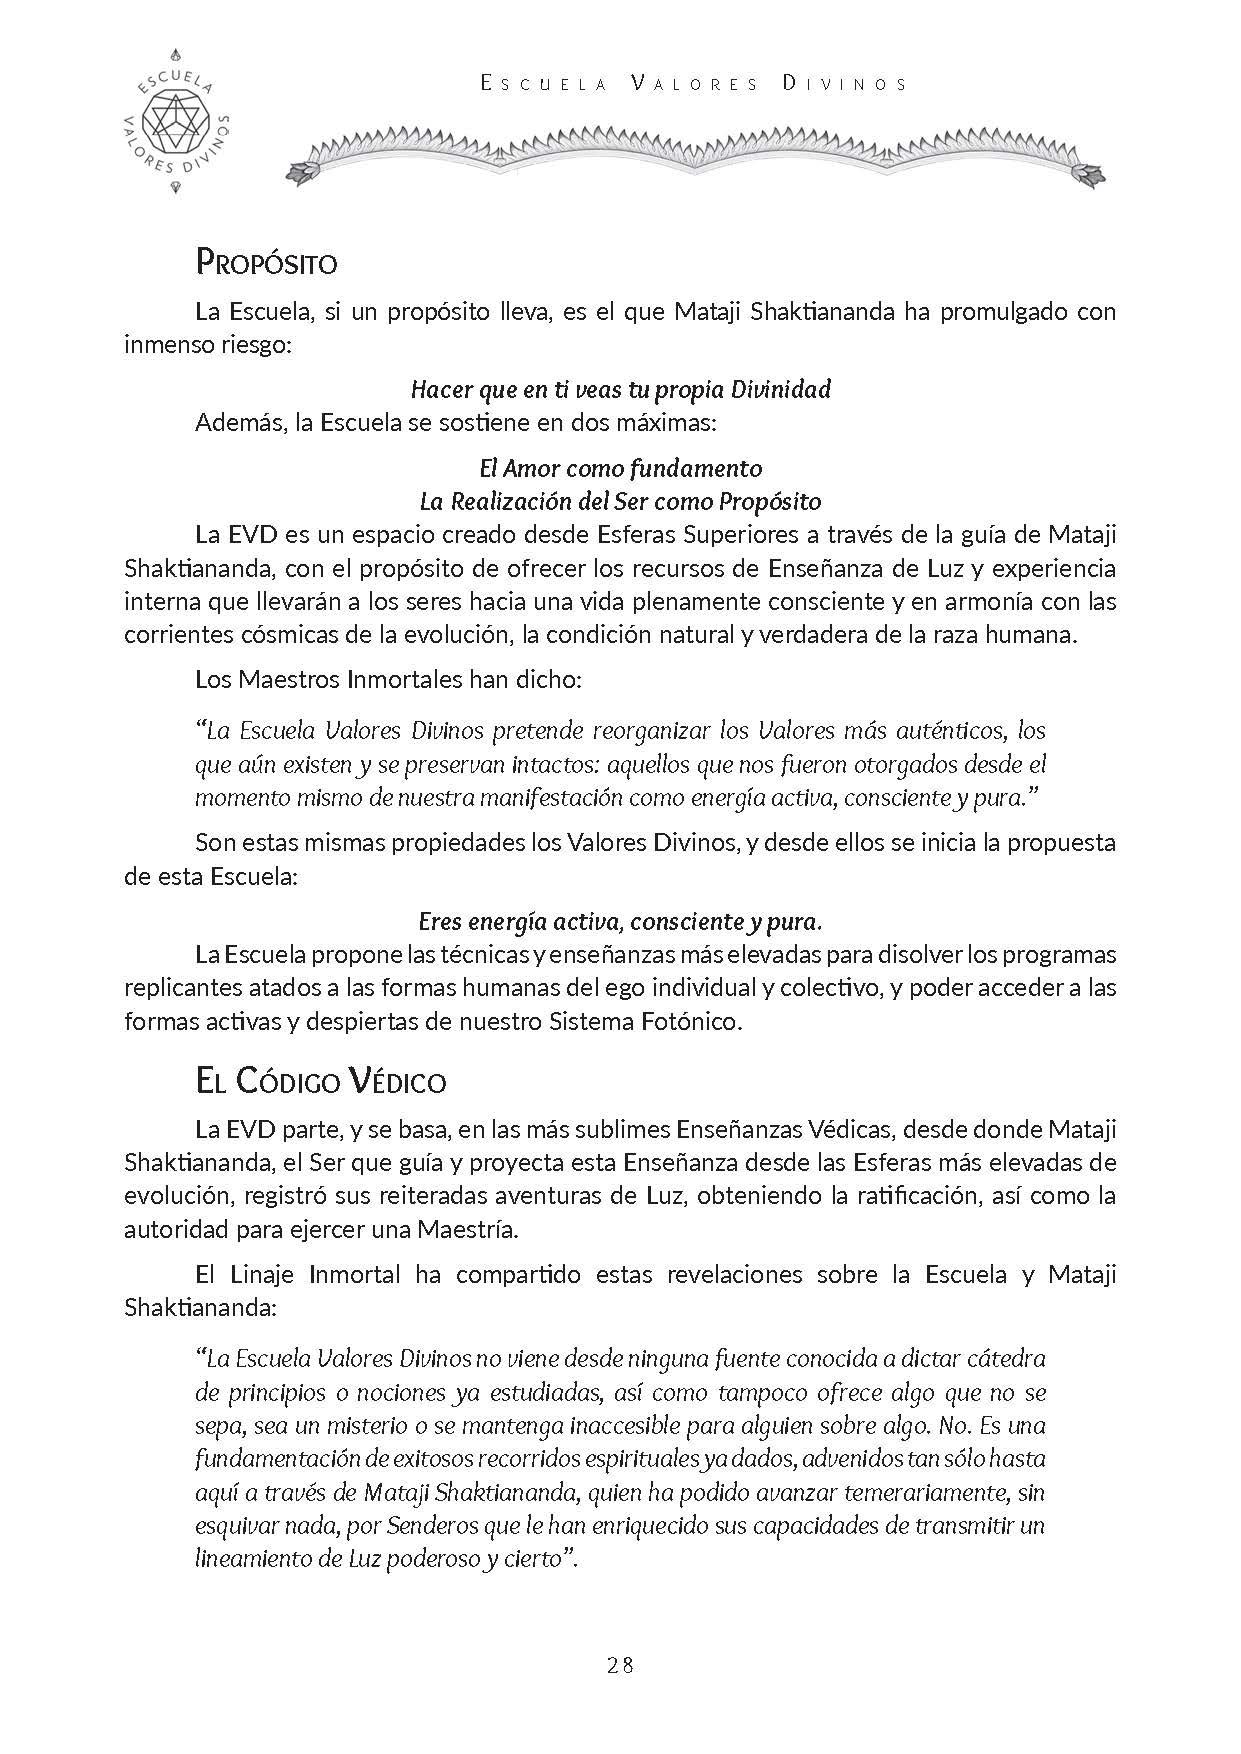 ESCUELA
VALORES DIVINOS
Escuela Valores Divinos
Propósito
La Escuela, si un propósito lleva, es el que Mataji Shaktiananda ha promulgado con
inmenso riesgo:
Hacer que en ti veas tu propia Divinidad
Además, la Escuela se sostiene en dos máximas:
El Amor como fundamento
La Realización del Ser como Propósito
La EVD es un espacio creado desde Esferas Superiores a través de la guía de Mataji
Shaktiananda, con el propósito de ofrecer los recursos de Enseñanza de Luz y experiencia
interna que llevarán a los seres hacia una vida plenamente consciente y en armonía con las
corrientes cósmicas de la evolución, la condición natural y verdadera de la raza humana.
Los Maestros Inmortales han dicho:
“La Escuela Valores Divinos pretende reorganizar los Valores más auténticos, los
que aún existen y se preservan intactos: aquellos que nos fueron otorgados desde el
momento mismo de nuestra manifestación como energía activa, consciente y pura.”
Son estas mismas propiedades los Valores Divinos, y desde ellos se inicia la propuesta
de esta Escuela:
Eres energía activa, consciente y pura.
La Escuela propone las técnicas y enseñanzas más elevadas para disolver los programas
replicantes atados a las formas humanas del ego individual y colectivo, y poder acceder a las
formas activas y despiertas de nuestro Sistema Fotónico.
El Código Védico
La EVD parte, y se basa, en las más sublimes Enseñanzas Védicas, desde donde Mataji
Shaktiananda, el Ser que guía y proyecta esta Enseñanza desde las Esferas más elevadas de
evolución, registró sus reiteradas aventuras de Luz, obteniendo la ratificación, así como la
autoridad para ejercer una Maestría.
El Linaje Inmortal ha compartido estas revelaciones sobre la Escuela y Mataji
Shaktiananda:
“La Escuela Valores Divinos no viene desde ninguna fuente conocida a dictar cátedra
de principios o nociones ya estudiadas, así como tampoco ofrece algo que no se
sepa, sea un misterio o se mantenga inaccesible para alguien sobre algo. No. Es una
fundamentación de exitosos recorridos espirituales ya dados, advenidos tan sólo hasta
aquí a través de Mataji Shaktiananda, quien ha podido avanzar temerariamente, sin
esquivar nada, por Senderos que le han enriquecido sus capacidades de transmitir un
lineamiento de Luz poderoso y cierto”.
28